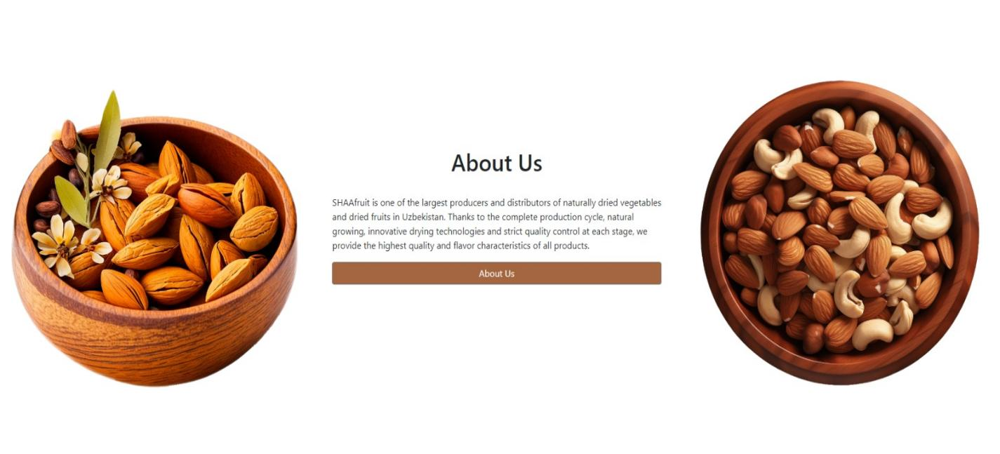 About Us
SHAAfruit is one of the largest producers and distributors of naturally dried vegetables
and dried fruits in Uzbekistan. Thanks to the complete production cycle, natural
growing, innovative drying technologies and strict quality control at each stage, we
provide the highest quality and flavor characteristics of all products.
About Us